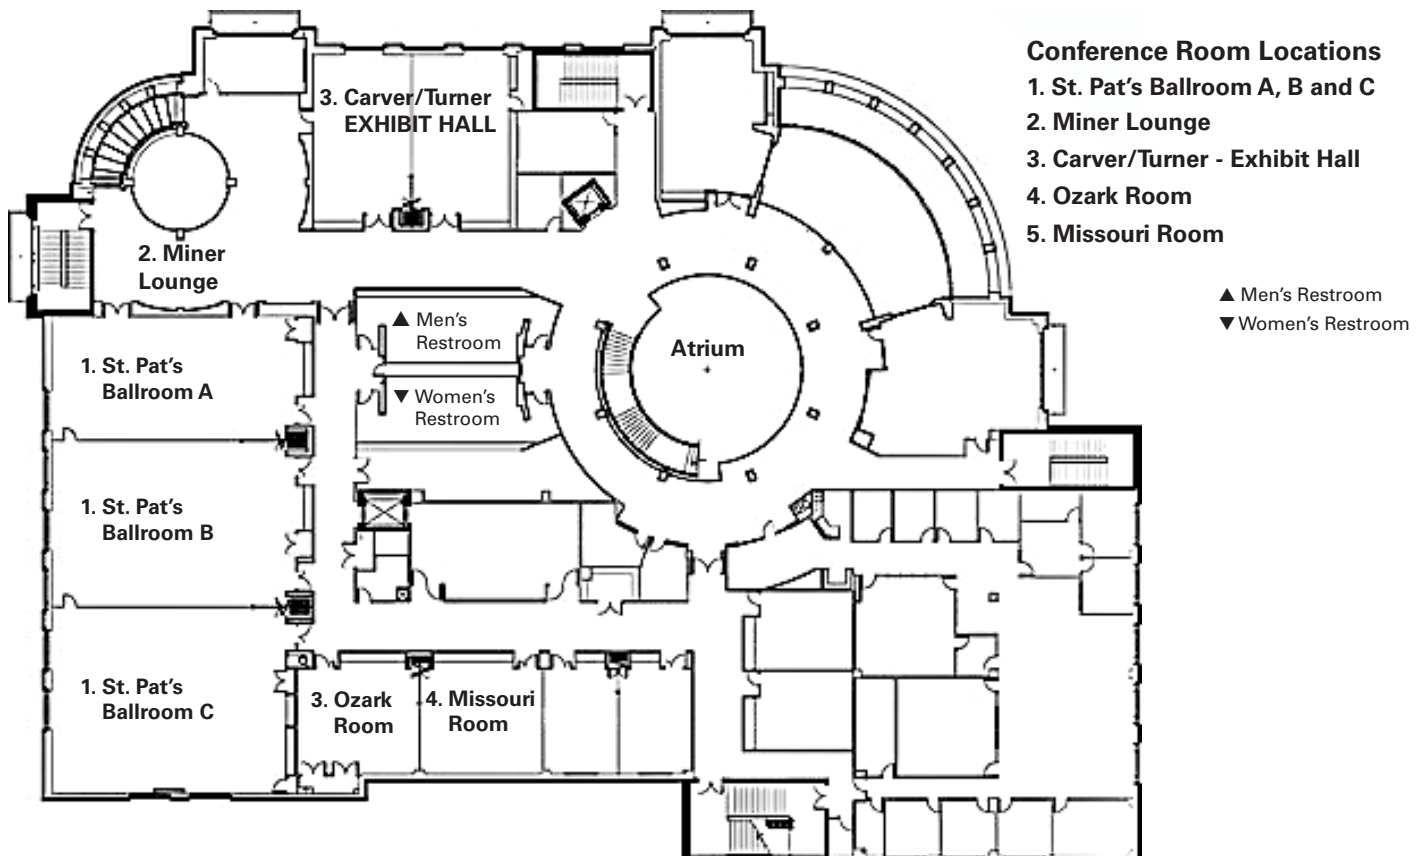 Conference Room Locations
1. St. Pat's Ballroom A, B and C
2. Miner Lounge
3. Carver/Turner - Exhibit Hall
4. Ozark Room
5. Missouri Room
▲ Men's Restroom
▼ Women's Restroom
3. Carver/Turner
EXHIBIT HALL
2. Miner
Lounge
▲ Men's
Restroom
▼ Women's
Restroom
Atrium
1. St. Pat's
Ballroom A
1. St. Pat's
Ballroom B
1. St. Pat's
Ballroom C
3. Ozark
Room
4. Missouri
Room